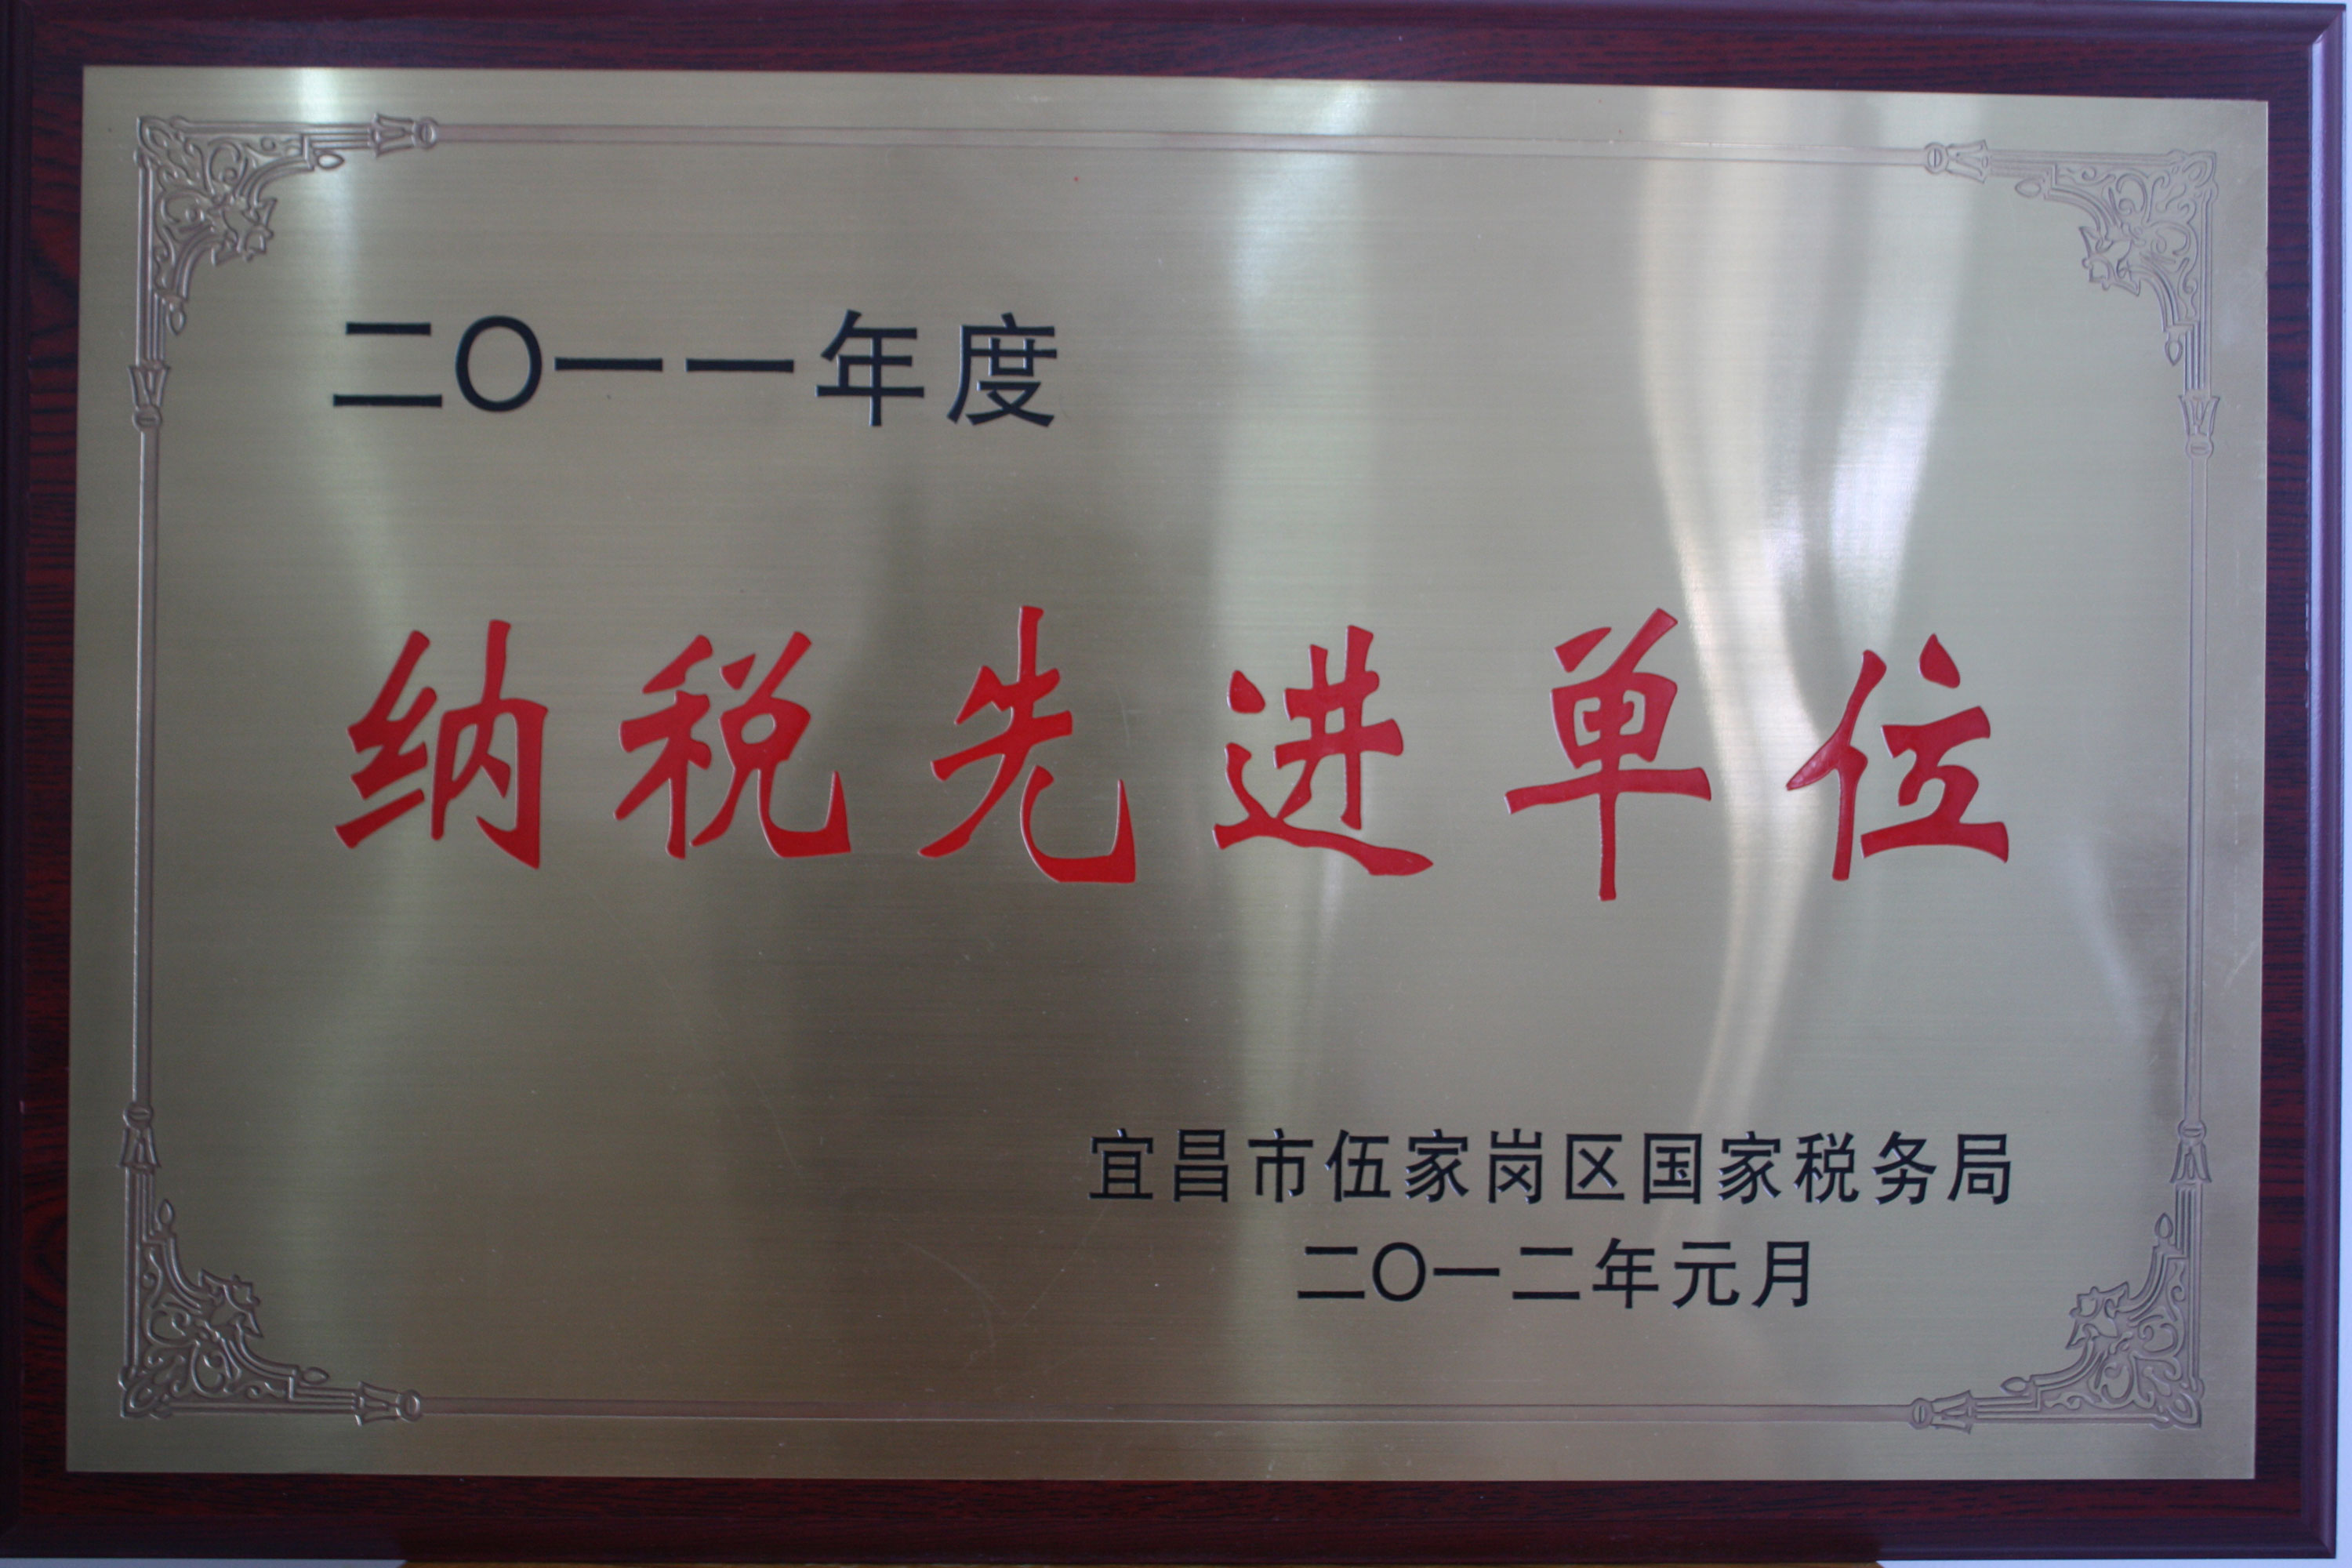 二〇一一年度
纳税先进单位
宜昌市伍家岗区国家税务局
二〇一二年元月